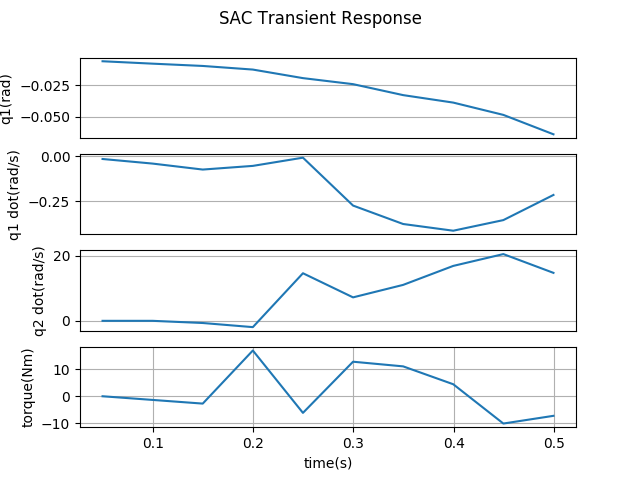 SAC Transient Response
q1(rad)
−0.025
−0.050
q1 dot(rad/s)
0.00
−0.25
q2 dot(rad/s)
20
0
torque(Nm)
10
0
−10
0.1 0.2 0.3 0.4 0.5
time(s)